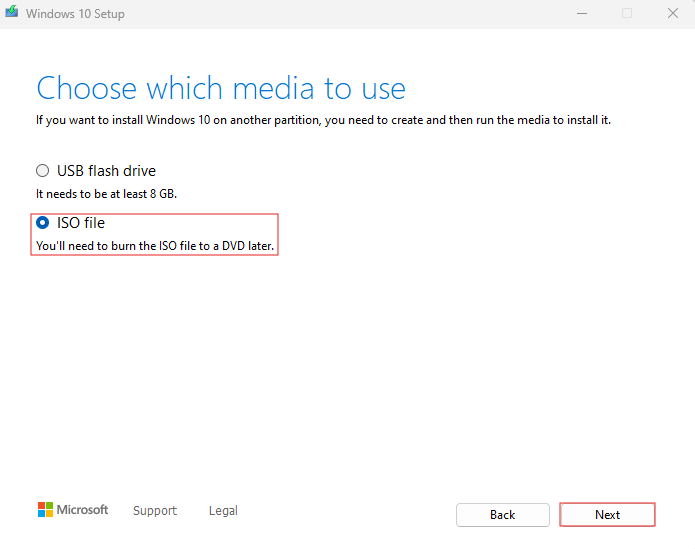 Windows 10 Setup
Choose which media to use
If you want to install Windows 10 on another partition, you need to create and then run the media to install it.
USB flash drive
It needs to be at least 8 GB.
ISO file
You'll need to burn the ISO file to a DVD later.
Microsoft Support Legal Back Next